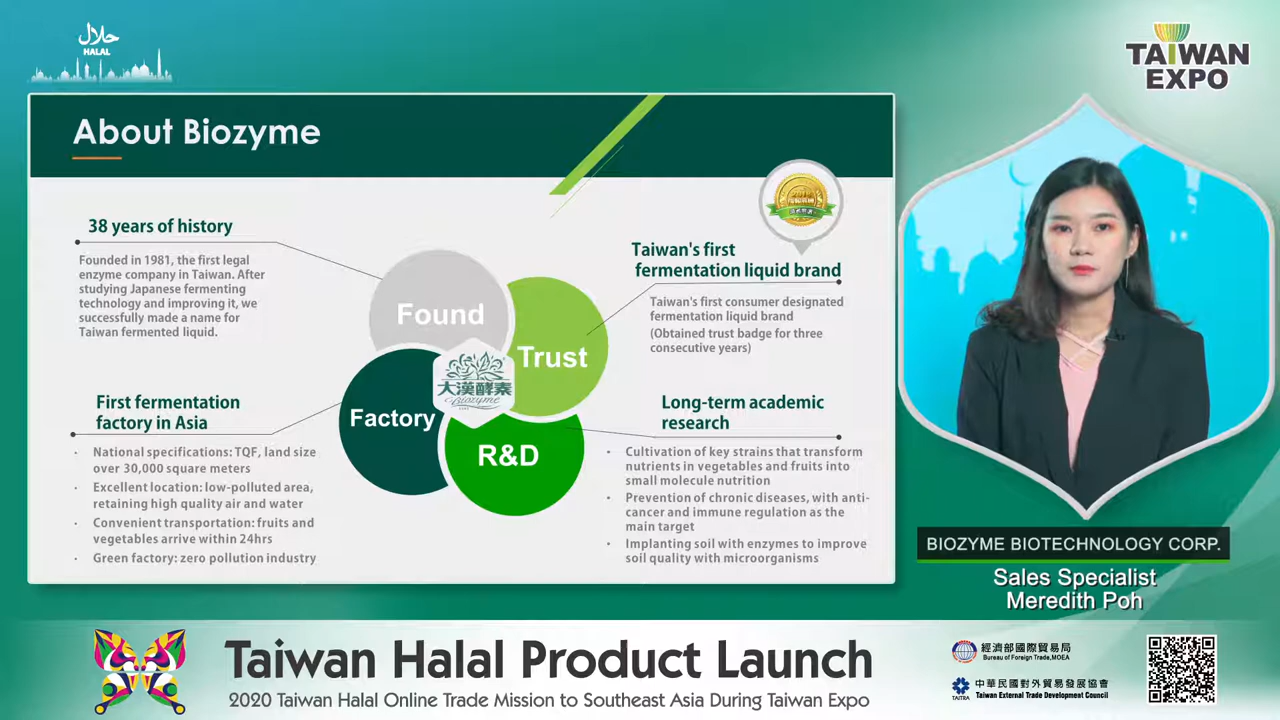 حلال
HALAL
TAIWAN
EXPO
About Biozyme
38 years of history
Founded in 1981, the first legal
enzyme company in Taiwan. After
studying Japanese fermenting
technology and improving it, we
successfully made a name for
Taiwan fermented liquid.
Taiwan's first
fermentation liquid brand
Taiwan's first consumer designated
fermentation liquid brand
(Obtained trust badge for three
consecutive years)
Found
Trust
Factory
R&D
大漢酵素
Biozyme
First fermentation
factory in Asia
• National specifications: TQF, land size
over 30,000 square meters
• Excellent location: low-polluted area,
retaining high quality air and water
• Convenient transportation: fruits and
vegetables arrive within 24hrs
• Green factory: zero pollution industry
Long-term academic
research
• Cultivation of key strains that transform
nutrients in vegetables and fruits into
small molecule nutrition
• Prevention of chronic diseases, with anti-
cancer and immune regulation as the
main target
• Implanting soil with enzymes to improve
soil quality with microorganisms
BIOZYME BIOTECHNOLOGY CORP.
Sales Specialist
Meredith Poh
Taiwan Halal Product Launch
2020 Taiwan Halal Online Trade Mission to Southeast Asia During Taiwan Expo
經濟部國際貿易局
Bureau of Foreign Trade,MOEA
TAITRA
中華民國對外貿易發展協會
Taiwan External Trade Development Council